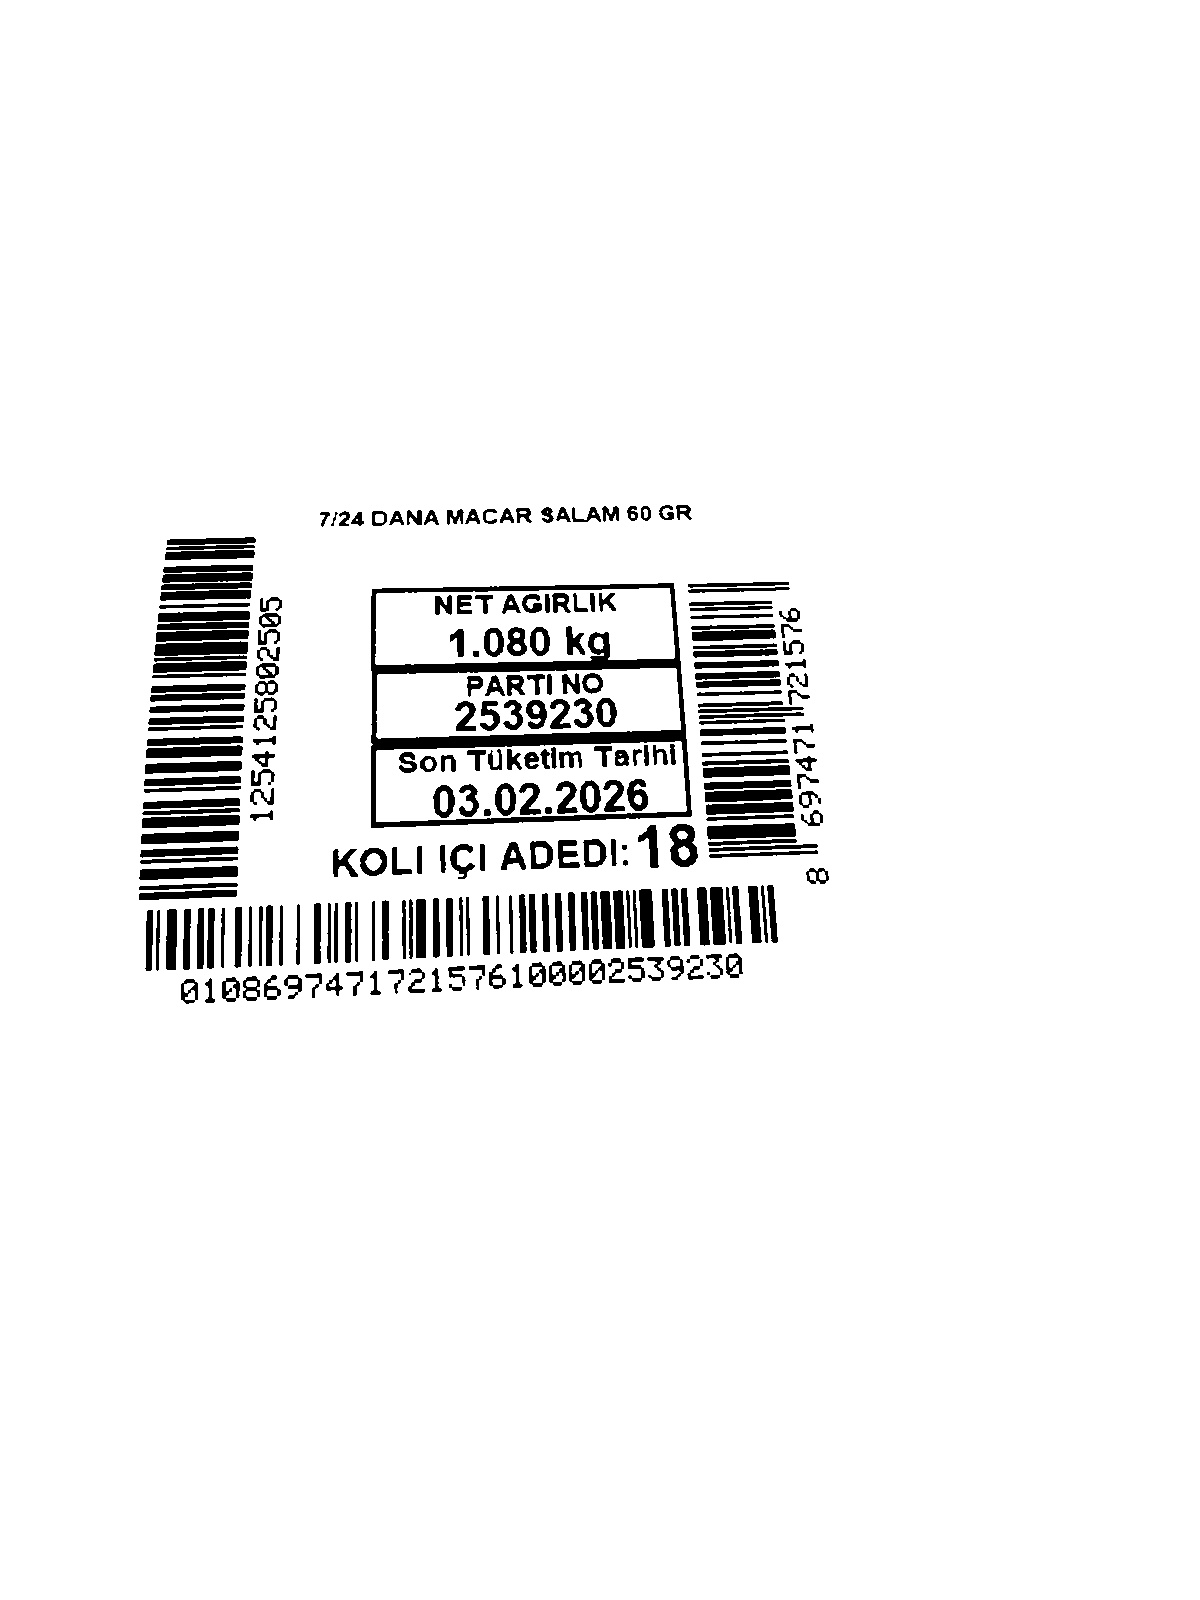 7/24 DANA MACAR SALAM 60 GR
NET AGIRLIK
1.080 kg
PARTI NO
2539230
Son Tüketim Tarihi
03.02.2026
KOLI IÇI ADEDI: 18
1254125802505
8 697471 721576
0108697471721576100002539230